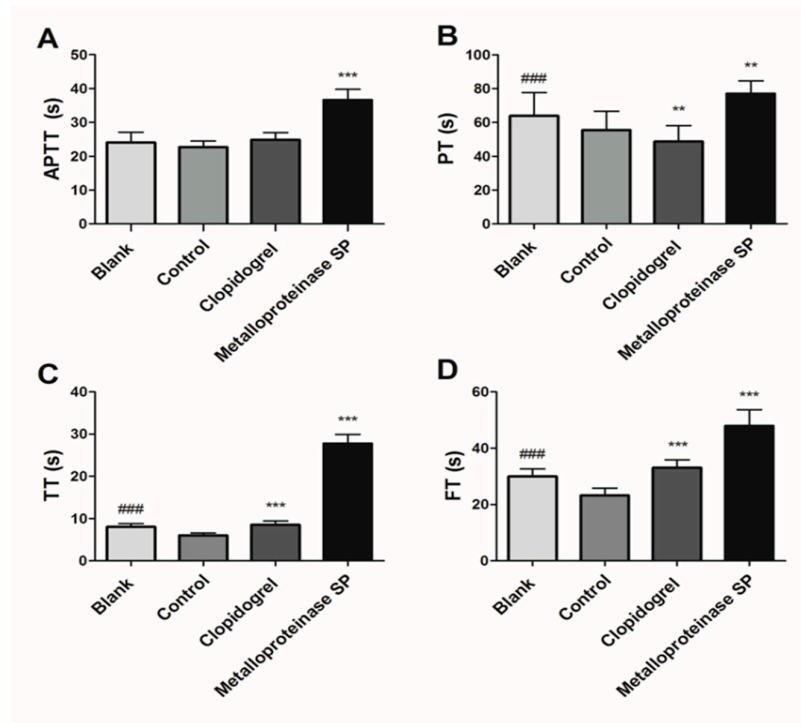 A
APTT (s)
50
40
30
20
10
0
***
Blank
Control
Clopidogrel
Metalloproteinase SP
B
PT (s)
100
80
60
40
20
0
###
**
**
Blank
Control
Clopidogrel
Metalloproteinase SP
C
TT (s)
40
30
20
10
0
###
***
***
Blank
Control
Clopidogrel
Metalloproteinase SP
D
FT (s)
60
40
20
0
###
***
***
Blank
Control
Clopidogrel
Metalloproteinase SP